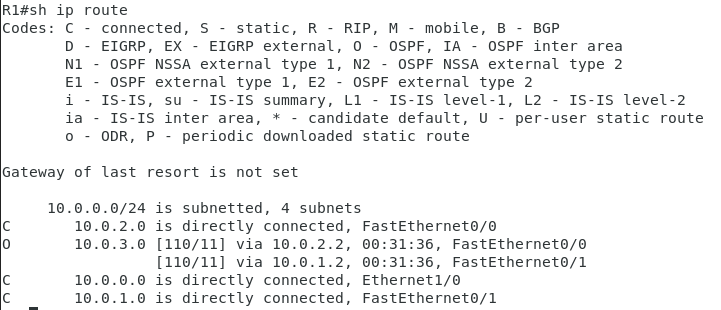 R1#sh ip route
Codes: C - connected, S - static, R - RIP, M - mobile, B - BGP
       D - EIGRP, EX - EIGRP external, O - OSPF, IA - OSPF inter area
       N1 - OSPF NSSA external type 1, N2 - OSPF NSSA external type 2
       E1 - OSPF external type 1, E2 - OSPF external type 2
       i - IS-IS, su - IS-IS summary, L1 - IS-IS level-1, L2 - IS-IS level-2
       ia - IS-IS inter area, * - candidate default, U - per-user static route
       o - ODR, P - periodic downloaded static route

Gateway of last resort is not set

     10.0.0.0/24 is subnetted, 4 subnets
C       10.0.2.0 is directly connected, FastEthernet0/0
O       10.0.3.0 [110/11] via 10.0.2.2, 00:31:36, FastEthernet0/0
                 [110/11] via 10.0.1.2, 00:31:36, FastEthernet0/1
C       10.0.0.0 is directly connected, Ethernet1/0
C       10.0.1.0 is directly connected, FastEthernet0/1